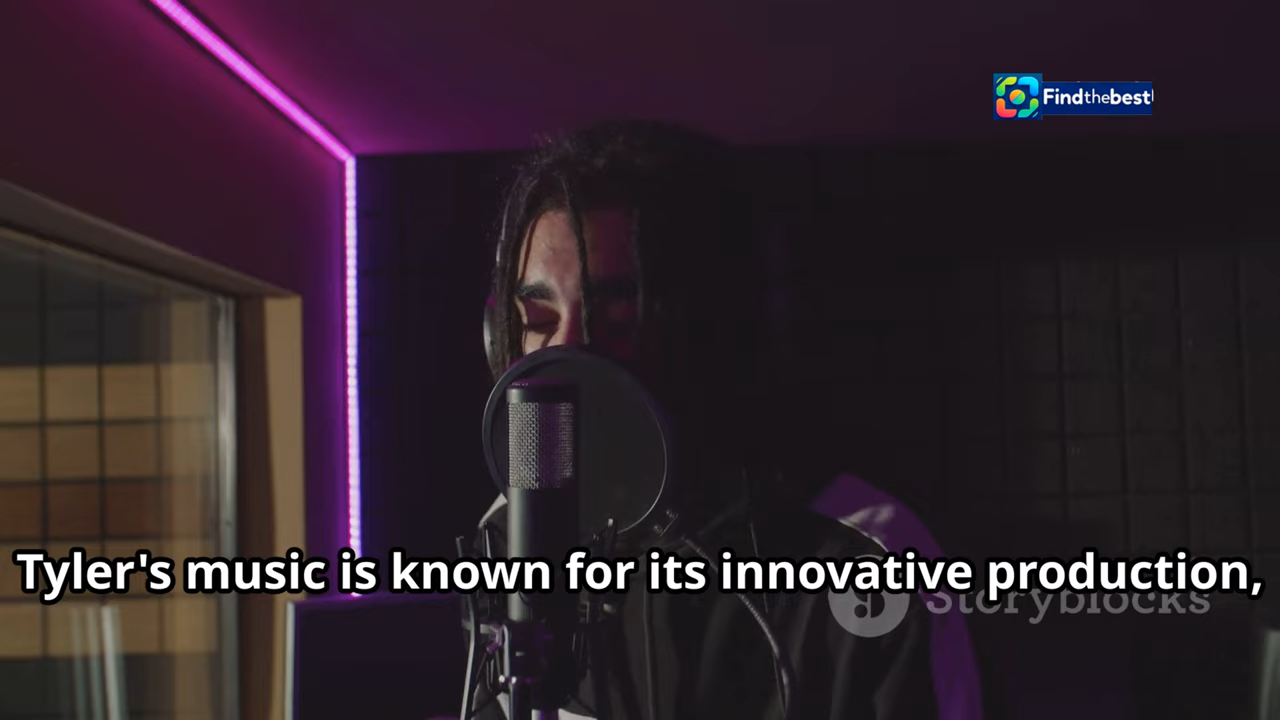 Findthebest
Tyler's music is known for its innovative production,
Storyblocks